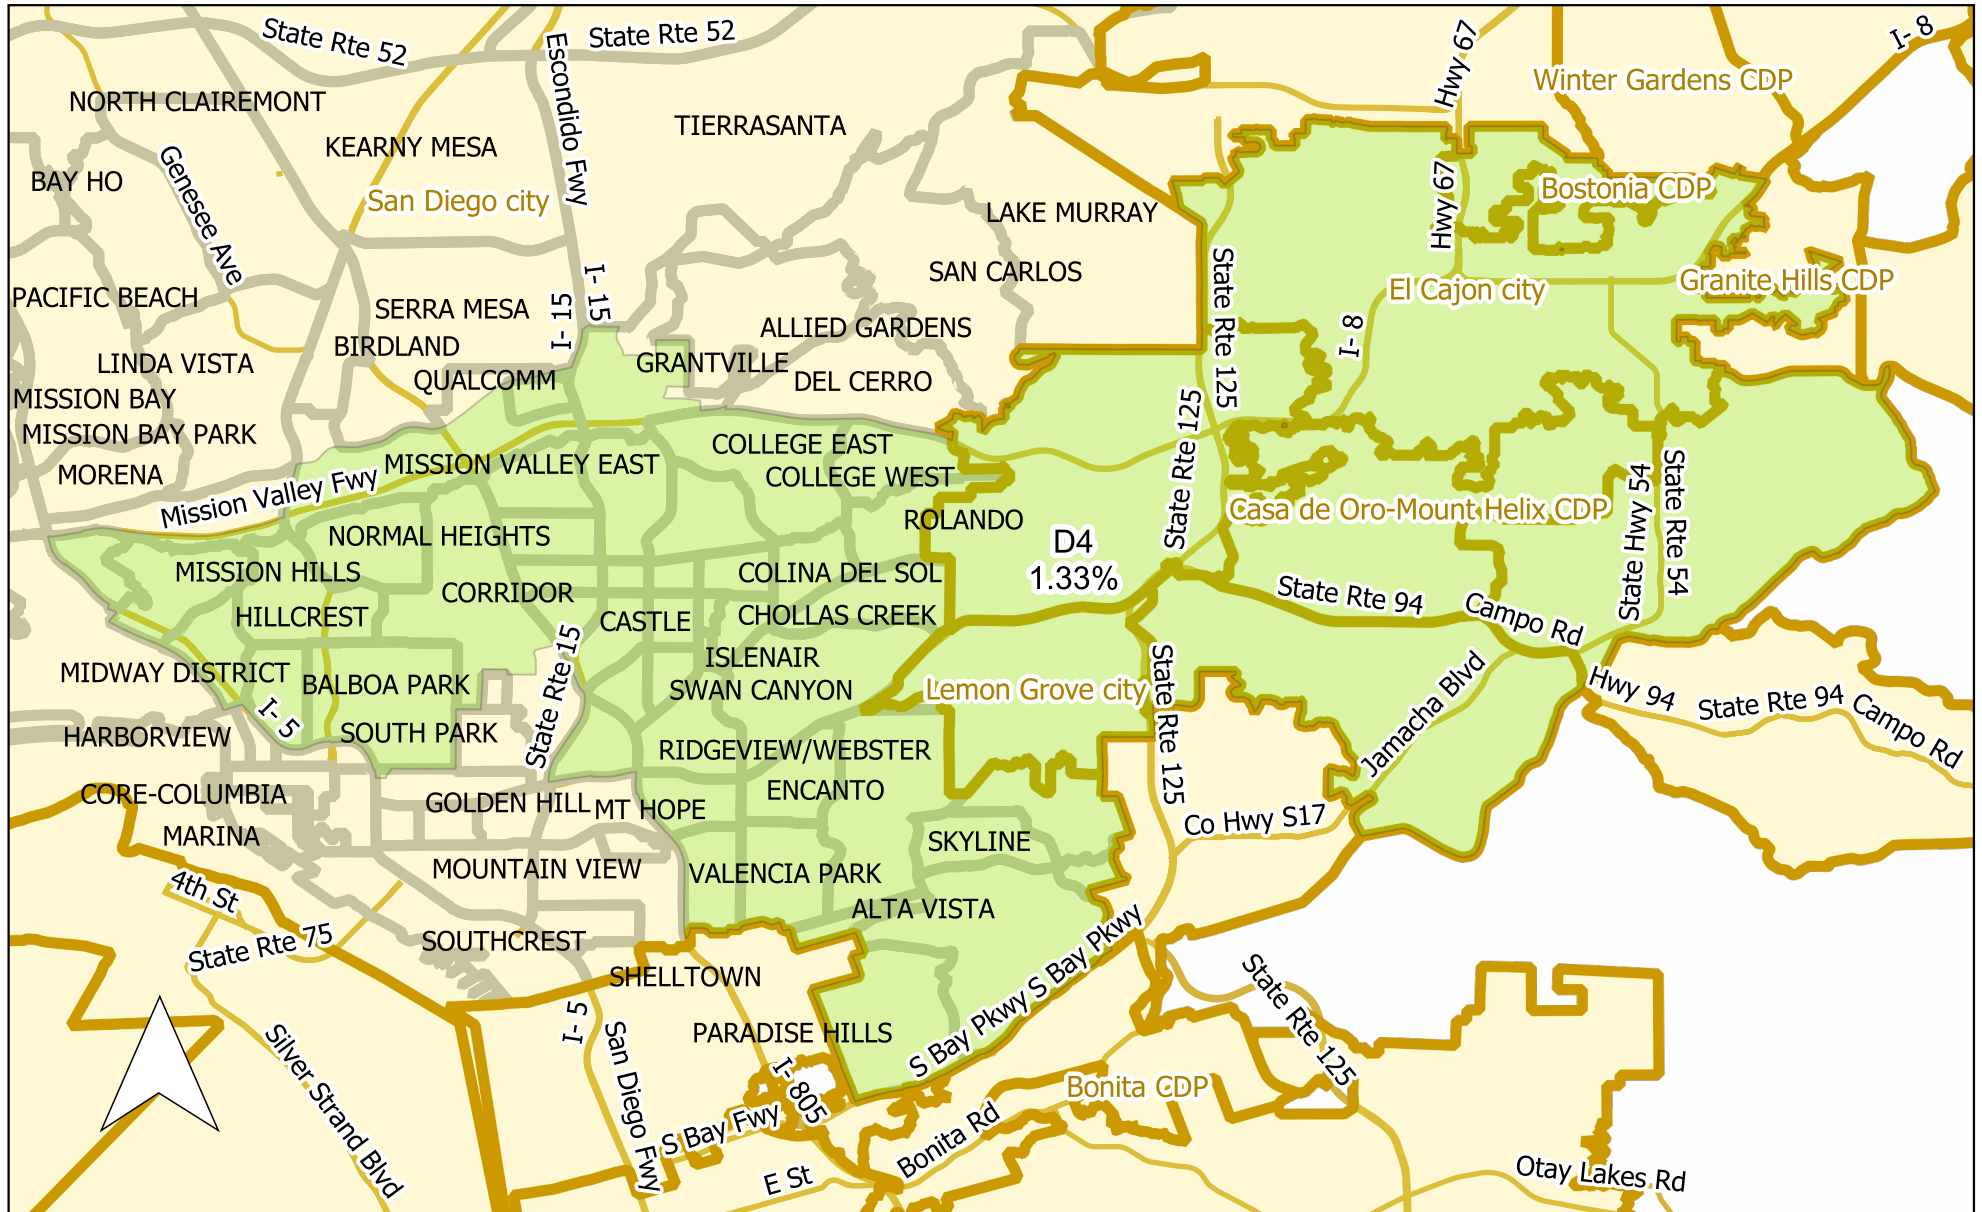 State Rte 52
State Rte 52
Escondido Fwy
Hwy 67
I- 8
Winter Gardens CDP
NORTH CLAIREMONT
TIERRASANTA
KEARNY MESA
BAY HO
Genesee Ave
San Diego city
LAKE MURRAY
Hwy 67
Bostonia CDP
SAN CARLOS
State Rte 125
El Cajon city
Granite Hills CDP
PACIFIC BEACH
SERRA MESA
I- 15
I- 15
ALLIED GARDENS
I- 8
BIRDLAND
LINDA VISTA
GRANTVILLE
QUALCOMM
DEL CERRO
MISSION BAY
MISSION BAY PARK
MORENA
Mission Valley Fwy
MISSION VALLEY EAST
COLLEGE EAST
COLLEGE WEST
State Rte 125
ROLANDO
Casa de Oro-Mount Helix CDP
State Hwy 54
State Rte 54
NORMAL HEIGHTS
D4
1.33%
MISSION HILLS
CORRIDOR
COLINA DEL SOL
HILLCREST
CASTLE
CHOLLAS CREEK
State Rte 94
Campo Rd
MIDWAY DISTRICT
BALBOA PARK
State Rte 15
ISLENAIR
SWAN CANYON
Lemon Grove city
State Rte 125
Jamacha Blvd
Hwy 94
State Rte 94
Campo Rd
I- 5
HARBORVIEW
SOUTH PARK
RIDGEVIEW/WEBSTER
ENCANTO
CORE-COLUMBIA
GOLDEN HILL
MT HOPE
Co Hwy S17
MARINA
SKYLINE
MOUNTAIN VIEW
VALENCIA PARK
4th St
ALTA VISTA
State Rte 75
SOUTHCREST
SHELLTOWN
S Bay Pkwy
S Bay Pkwy
State Rte 125
I- 5
PARADISE HILLS
Silver Strand Blvd
San Diego Fwy
I- 805
Bonita CDP
S Bay Fwy
Bonita Rd
E St
Otay Lakes Rd